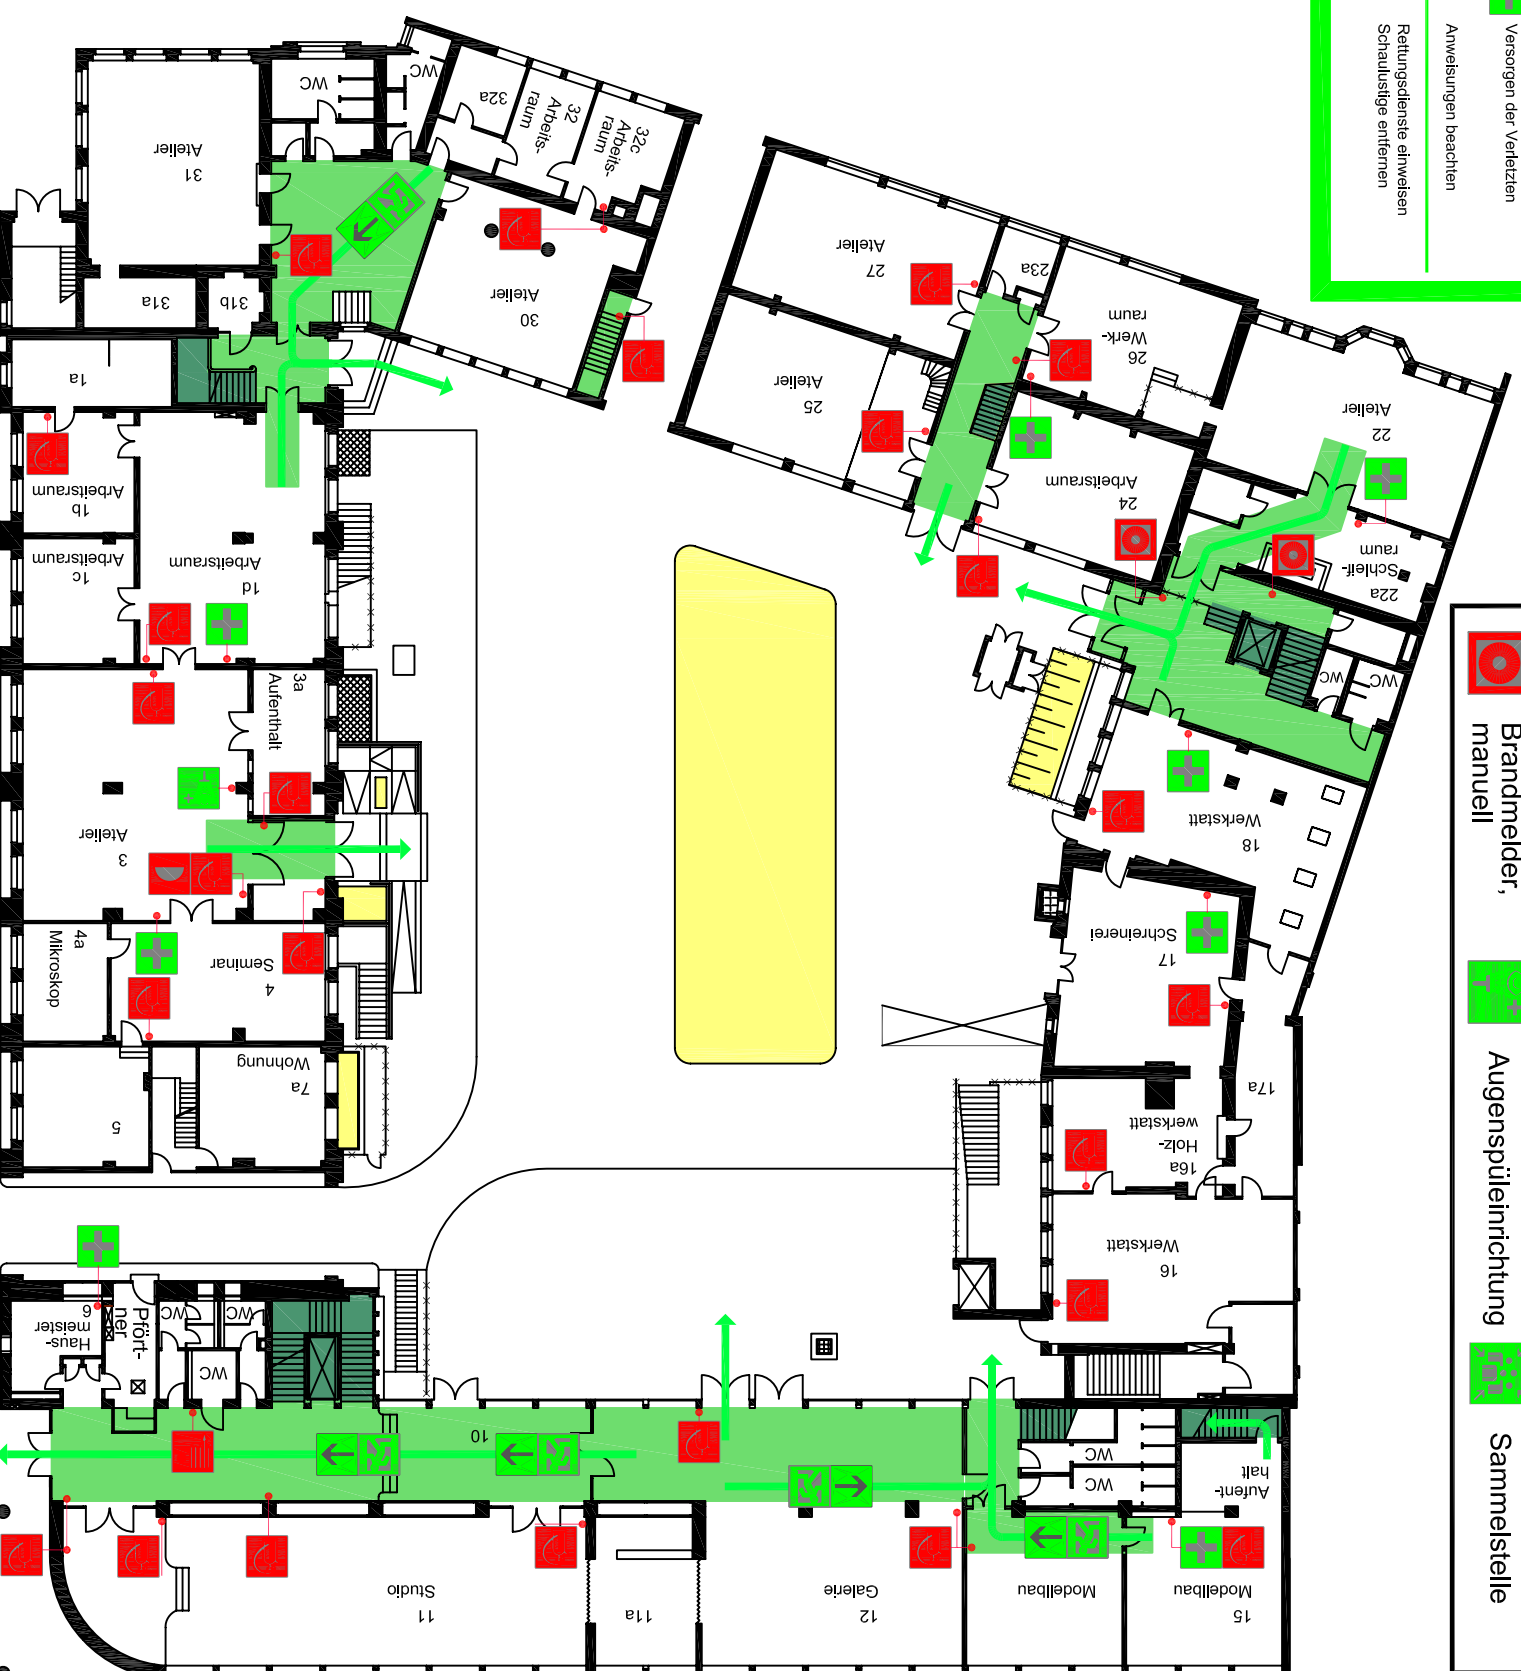 Versorgen der Verletzten
Anweisungen beachten
Rettungsdienste einweisen
Schaulustige entfernen
Brandmelder,
manuell
Augenspüleinrichtung
Sammelstelle
WC
WC
32a
32
Arbeits-
raum
32c
Arbeits-
raum
31
Atelier
31a
31b
30
Atelier
1a
1b
Arbeitsraum
1c
Arbeitsraum
1d
Arbeitsraum
3a
Aufenthalt
3
Atelier
4a
Mikroskop
4
Seminar
5
7a
Wohnung
27
Atelier
23a
26
Werk-
raum
25
Atelier
24
Arbeitsraum
22
Atelier
22a
Schleif-
raum
WC
WC
18
Werkstatt
17
Schreinerei
17a
16a
Holz-
werkstatt
16
Werkstatt
6
Haus-
meister
Pfört-
ner
WC
WC
WC
10
WC
WC
Aufent-
halt
11
Studio
11a
12
Galerie
Modellbau
15
Modellbau